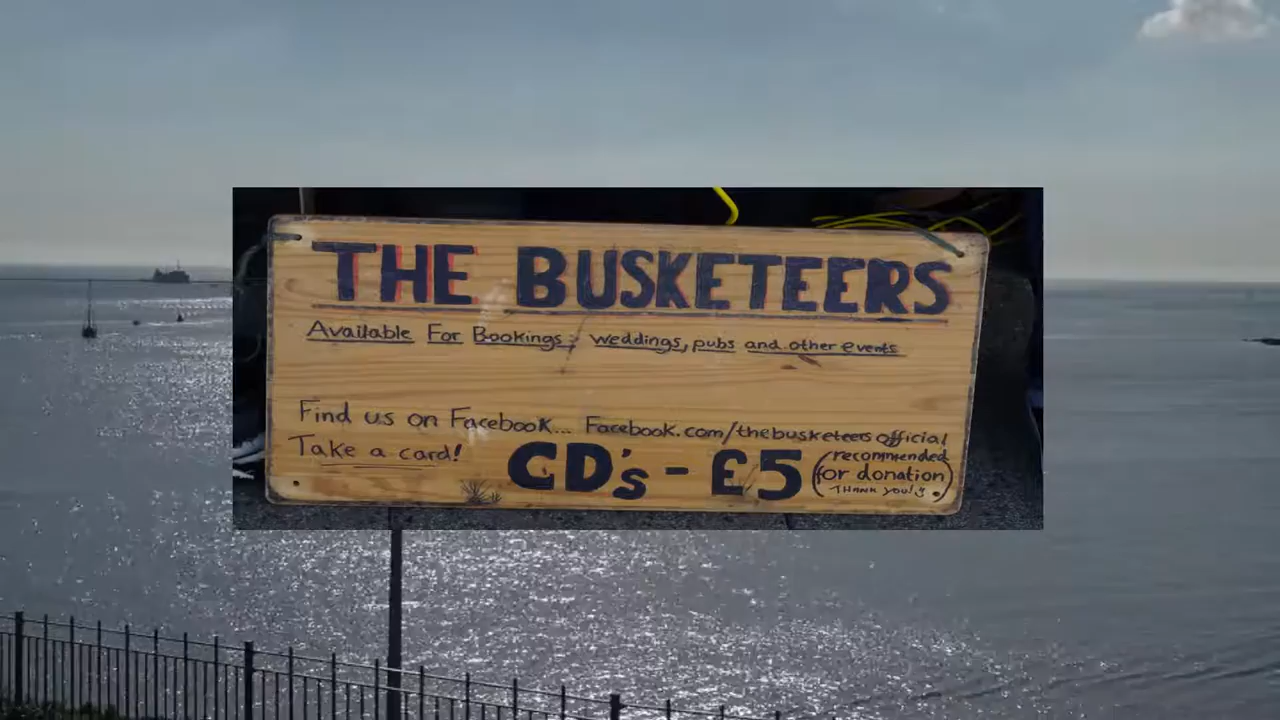 THE BUSKETEERS
Available For Bookings; weddings, pubs and other events
Find us on Facebook... Facebook.com/thebusketeers official
Take a card! CD's - £5 (recommended
for donation)
THANK YOU!